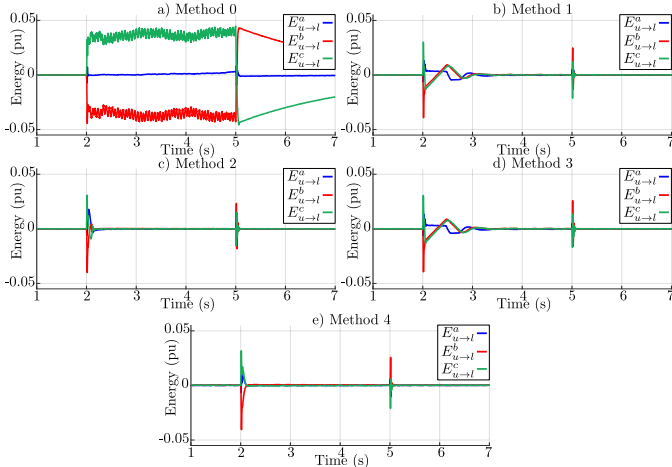 a) Method 0
Energy (pu)
0.05
0
-0.05
1 2 3 4 5 6 7
Time (s)
E^a_{u→l}
E^b_{u→l}
E^c_{u→l}
b) Method 1
Energy (pu)
0.05
0
-0.05
1 2 3 4 5 6 7
Time (s)
E^a_{u→l}
E^b_{u→l}
E^c_{u→l}
c) Method 2
Energy (pu)
0.05
0
-0.05
1 2 3 4 5 6 7
Time (s)
E^a_{u→l}
E^b_{u→l}
E^c_{u→l}
d) Method 3
Energy (pu)
0.05
0
-0.05
1 2 3 4 5 6 7
Time (s)
E^a_{u→l}
E^b_{u→l}
E^c_{u→l}
e) Method 4
Energy (pu)
0.05
0
-0.05
1 2 3 4 5 6 7
Time (s)
E^a_{u→l}
E^b_{u→l}
E^c_{u→l}